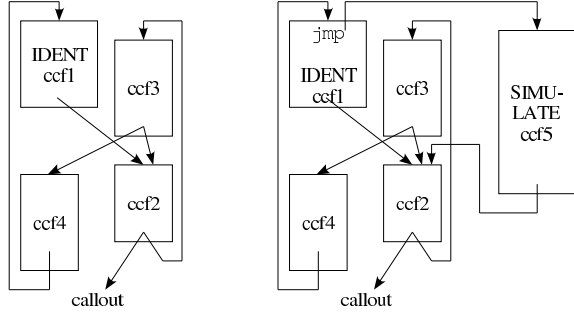 IDENT
ccf1
ccf3
ccf4
ccf2
callout
jmp
IDENT
ccf1
ccf3
SIMU-
LATE
ccf5
ccf4
ccf2
callout